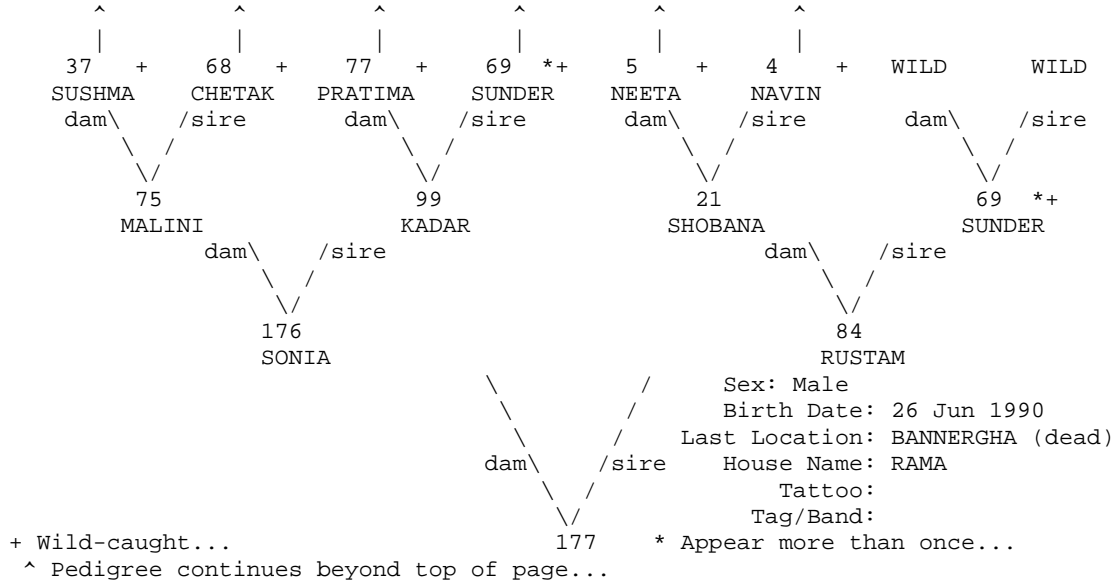 ^ ^ ^ ^ ^ ^
| | | | | |
37 + 68 + 77 + 69 *+ 5 + 4 + WILD WILD
SUSHMA CHETAK PRATIMA SUNDER NEETA NAVIN
dam\ /sire dam\ /sire dam\ /sire dam\ /sire
\ / \ / \ / \ /
\/ \/ \/ \/
75 99 21 69 *+
MALINI KADAR SHOBANA SUNDER
dam\ /sire dam\ /sire
\ / \ /
\/ \/
176 84
SONIA RUSTAM
\ / Sex: Male
\ / Birth Date: 26 Jun 1990
\ / Last Location: BANNERGHA (dead)
dam\ /sire House Name: RAMA
\ / Tattoo:
\/ Tag/Band:
+ Wild-caught... 177 * Appear more than once...
^ Pedigree continues beyond top of page...